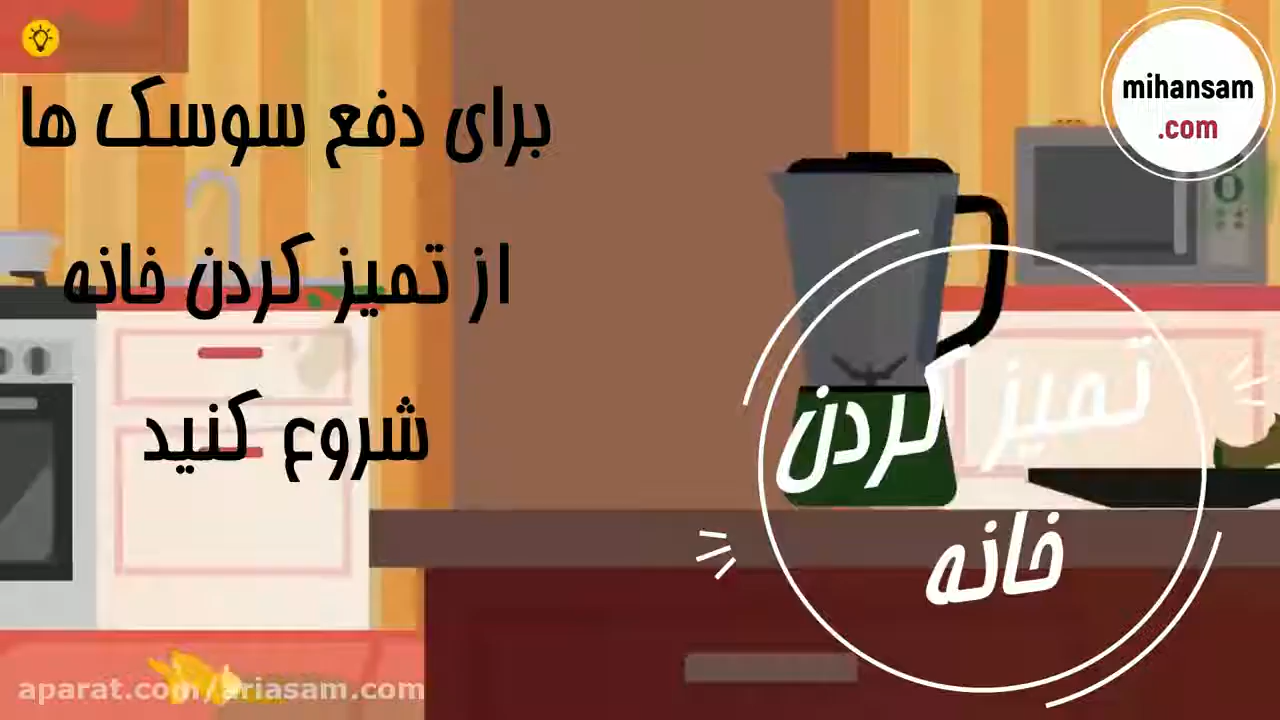 برای دفع سوسک ها
از تمیز کردن خانه
شروع کنید
mihansam
.com
تمیز کردن
خانه
aparat.com/ariasam.com